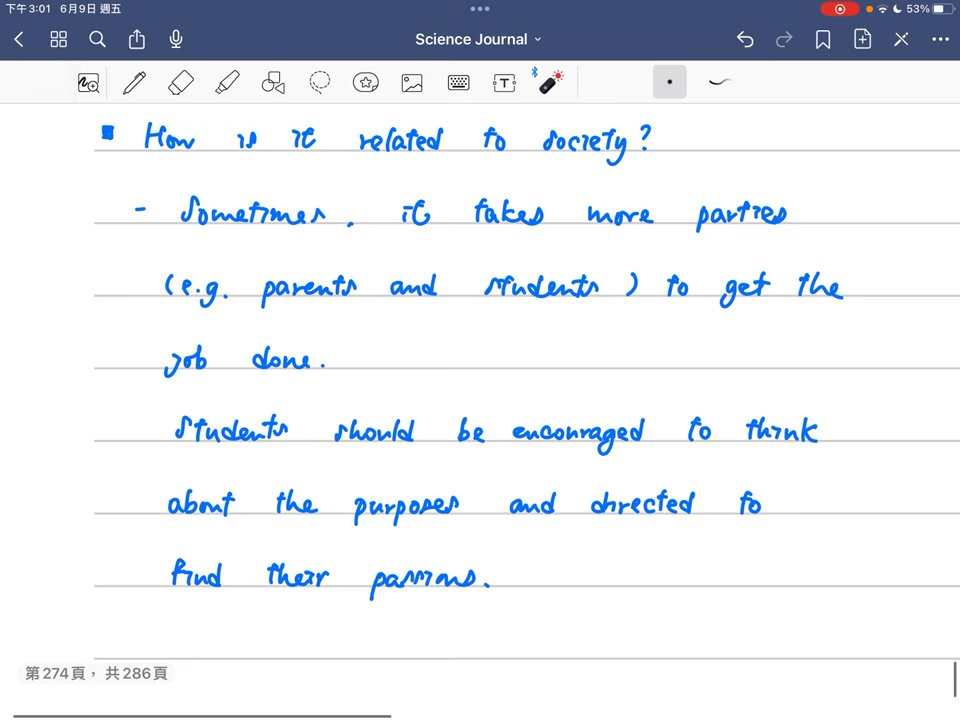 下午3:01 6月9日 週五
53%
Science Journal
T
How is it related to society?
- Sometimes, it takes more parties
(e.g. parents and students) to get the
job done.
Students should be encouraged to think
about the purposes and directed to
find their passions.
第274頁，共286頁